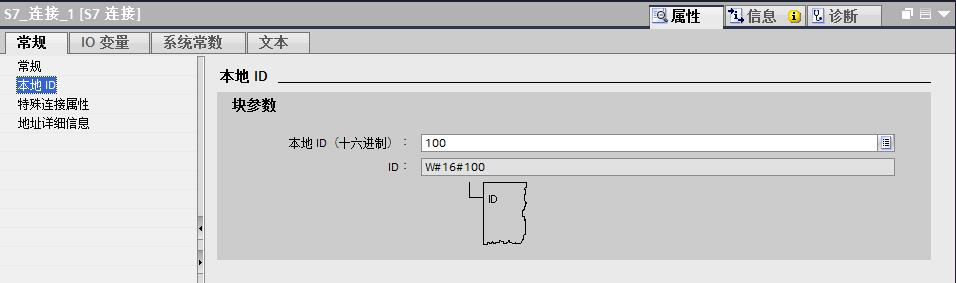 S7_连接_1 [S7 连接]
属性 信息 诊断
常规 IO 变量 系统常数 文本
常规
本地 ID
特殊连接属性
地址详细信息
本地 ID
块参数
本地 ID（十六进制）： 100
ID： W#16#100
ID